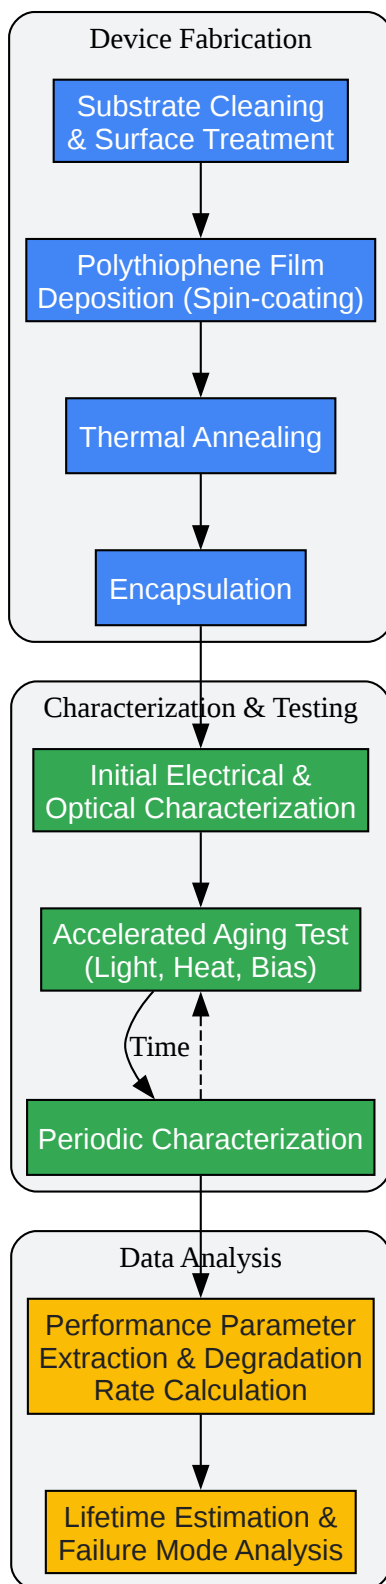 Device Fabrication
Substrate Cleaning
& Surface Treatment
Polythiophene Film
Deposition (Spin-coating)
Thermal Annealing
Encapsulation
Characterization & Testing
Initial Electrical &
Optical Characterization
Accelerated Aging Test
(Light, Heat, Bias)
Time
Periodic Characterization
Data Analysis
Performance Parameter
Extraction & Degradation
Rate Calculation
Lifetime Estimation &
Failure Mode Analysis